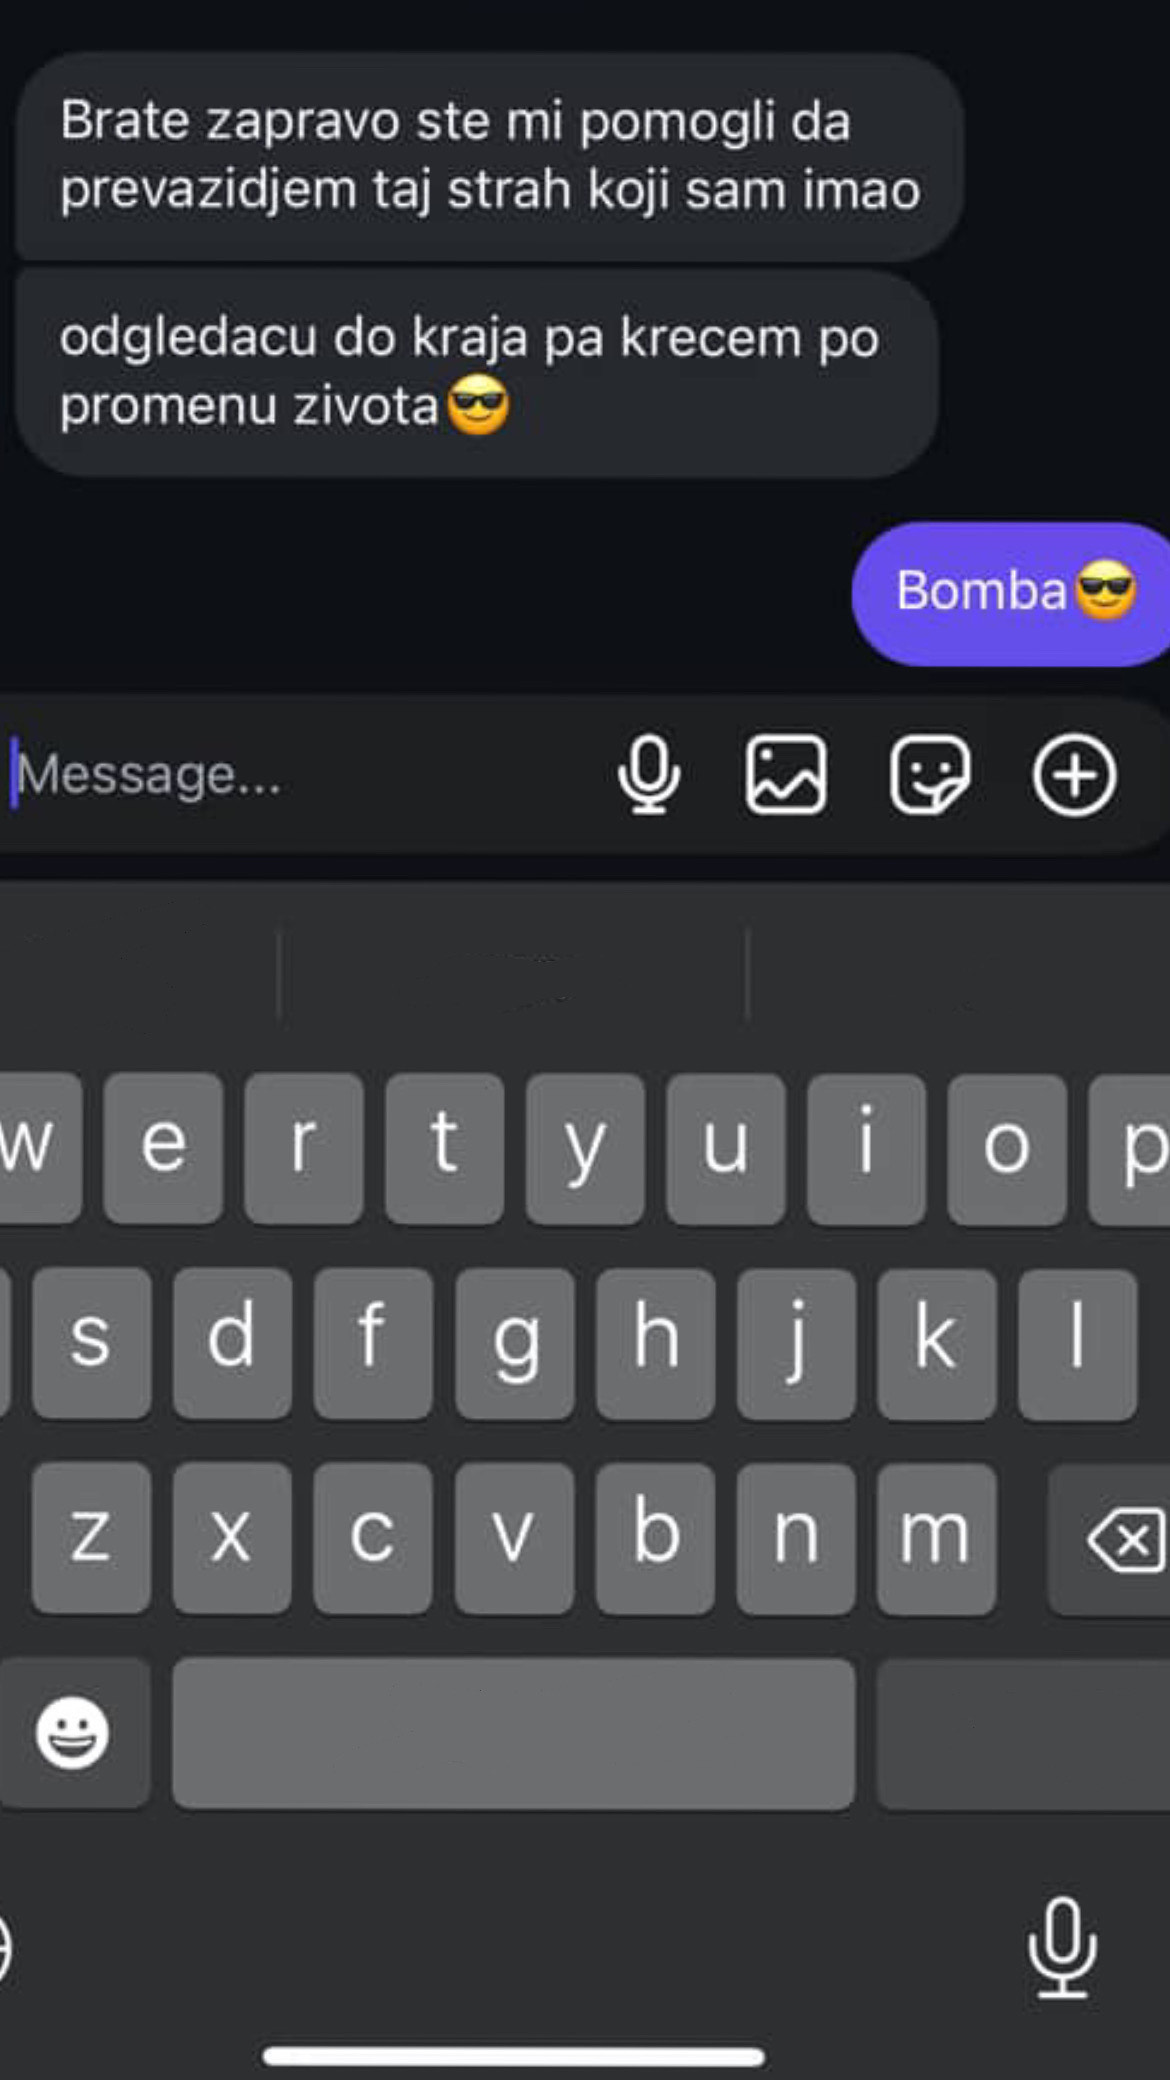 Brate zapravo ste mi pomogli da
prevazidjem taj strah koji sam imao
odgledacu do kraja pa krecem po
promenu zivota😎
Bomba😎
Message...
w e r t y u i o p
s d f g h j k l
z x c v b n m